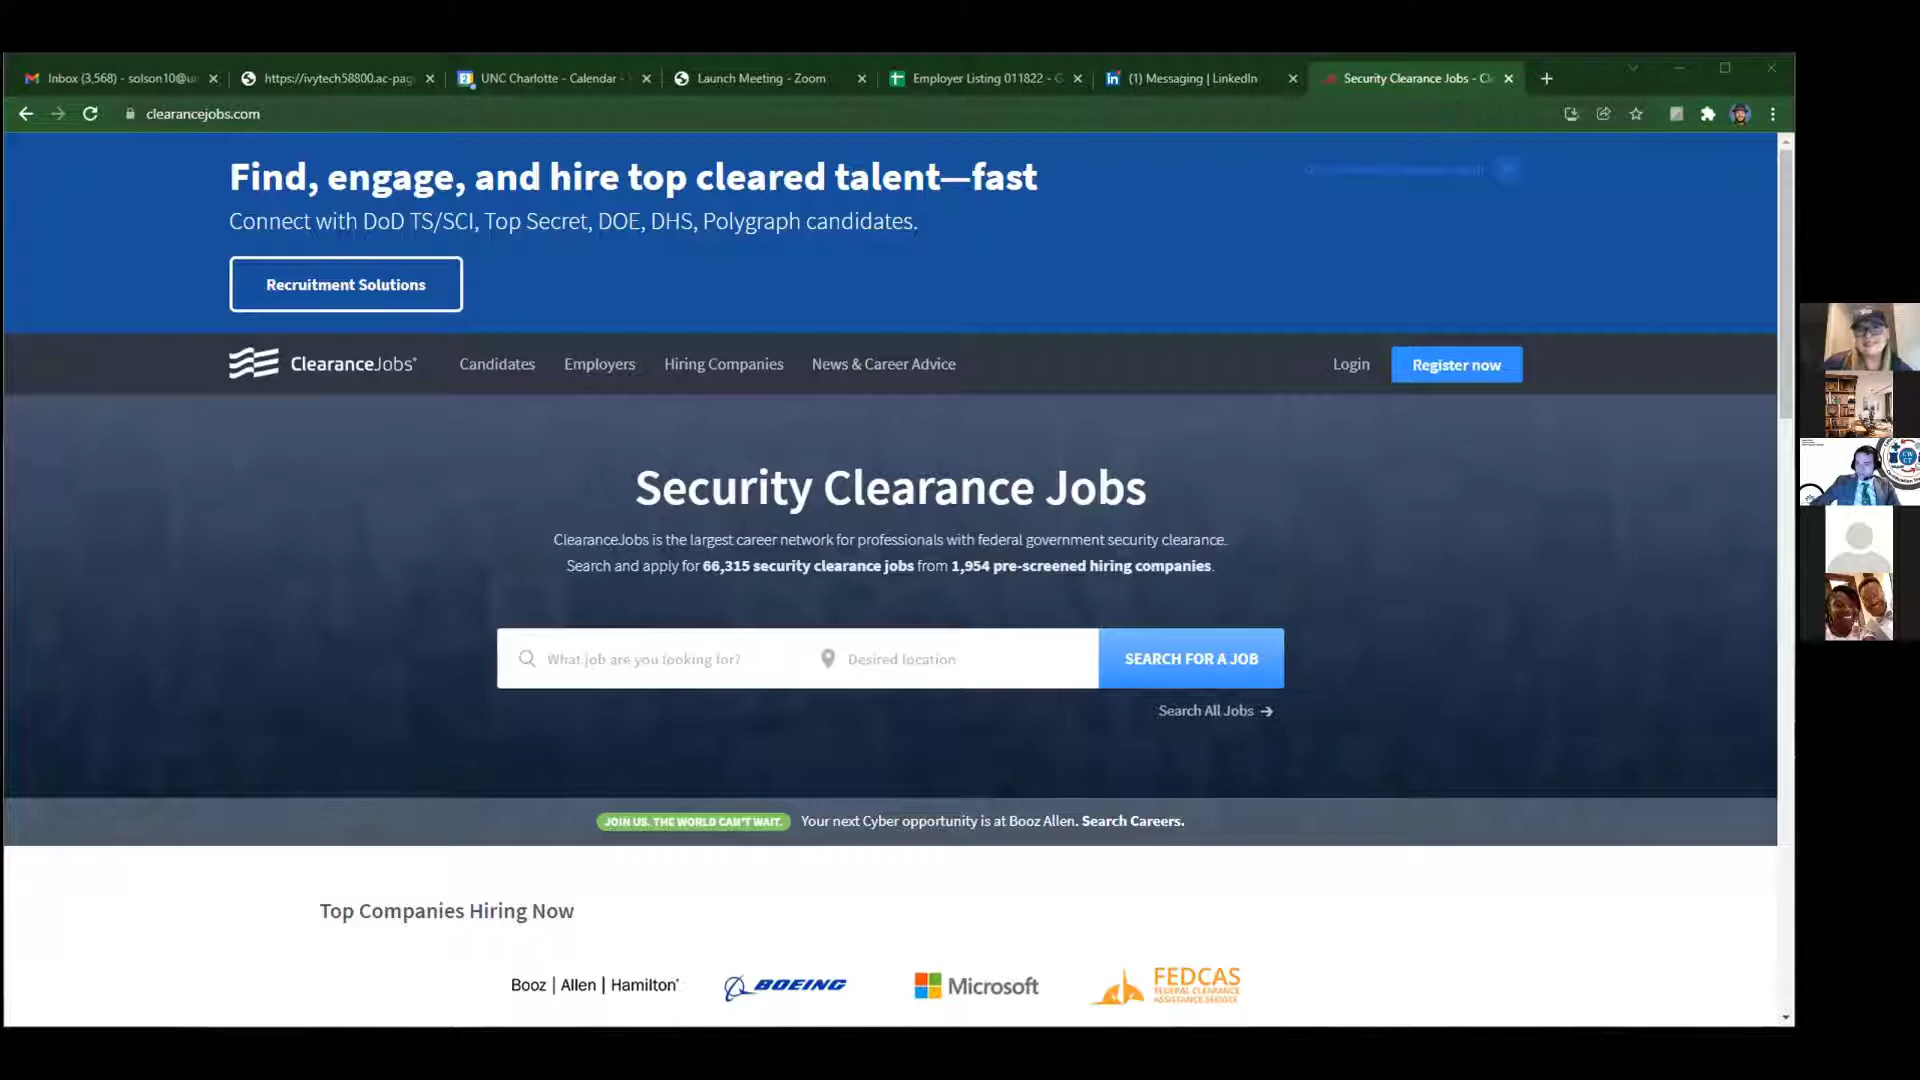 Inbox (3,568) - solson10@u
https://ivytech58800.ac-pag
UNC Charlotte - Calendar -
Launch Meeting - Zoom
Employer Listing 011822 - G
(1) Messaging | LinkedIn
Security Clearance Jobs - Cl
clearancejobs.com
Find, engage, and hire top cleared talent—fast
Connect with DoD TS/SCI, Top Secret, DOE, DHS, Polygraph candidates.
Recruitment Solutions
ClearanceJobs
Candidates
Employers
Hiring Companies
News & Career Advice
Login
Register now
Security Clearance Jobs
ClearanceJobs is the largest career network for professionals with federal government security clearance.
Search and apply for 66,315 security clearance jobs from 1,954 pre-screened hiring companies.
What job are you looking for?
Desired location
SEARCH FOR A JOB
Search All Jobs →
JOIN US. THE WORLD CAN'T WAIT.
Your next Cyber opportunity is at Booz Allen. Search Careers.
Top Companies Hiring Now
Booz | Allen | Hamilton
BOEING
Microsoft
FEDCAS
FEDERAL CLEARANCE
ASSISTANCE SERVICE